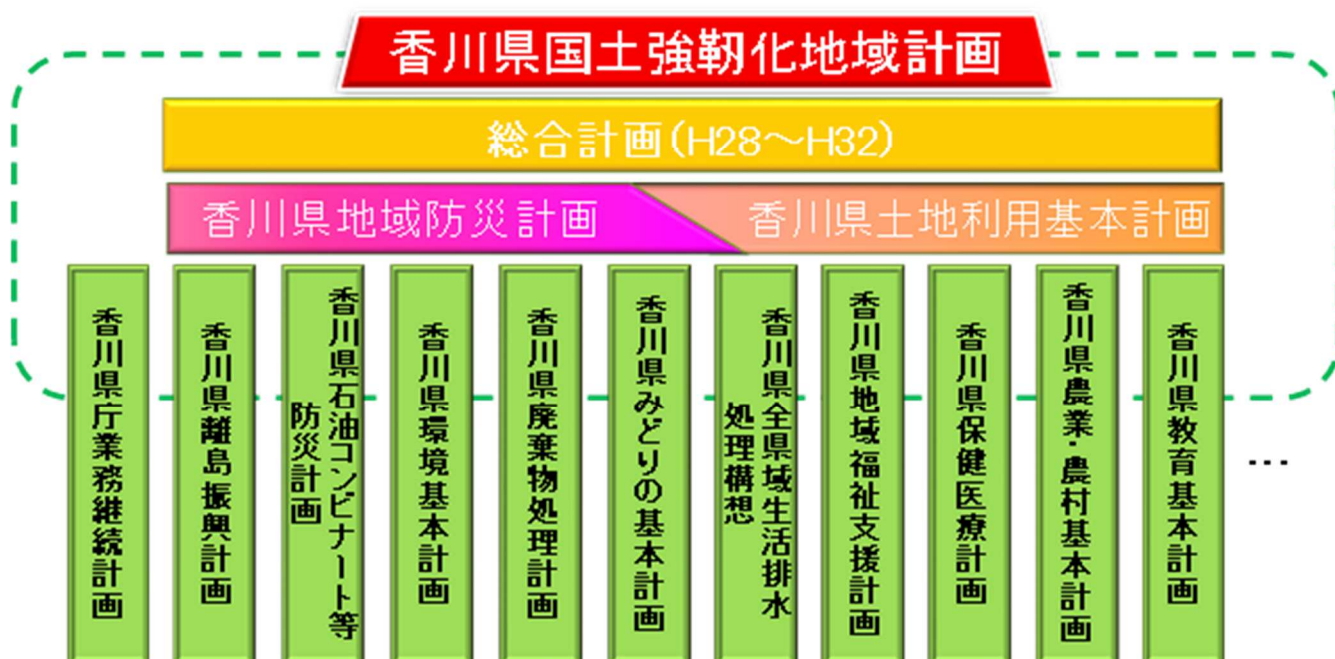 香川県国土強靱化地域計画
総合計画(H28～H32)
香川県地域防災計画
香川県土地利用基本計画
香川県庁業務継続計画
香川県離島振興計画
香川県石油コンビナート等
防災計画
香川県環境基本計画
香川県廃棄物処理計画
香川県みどりの基本計画
香川県全県域生活排水
処理構想
香川県地域福祉支援計画
香川県保健医療計画
香川県農業・農村基本計画
香川県教育基本計画
…